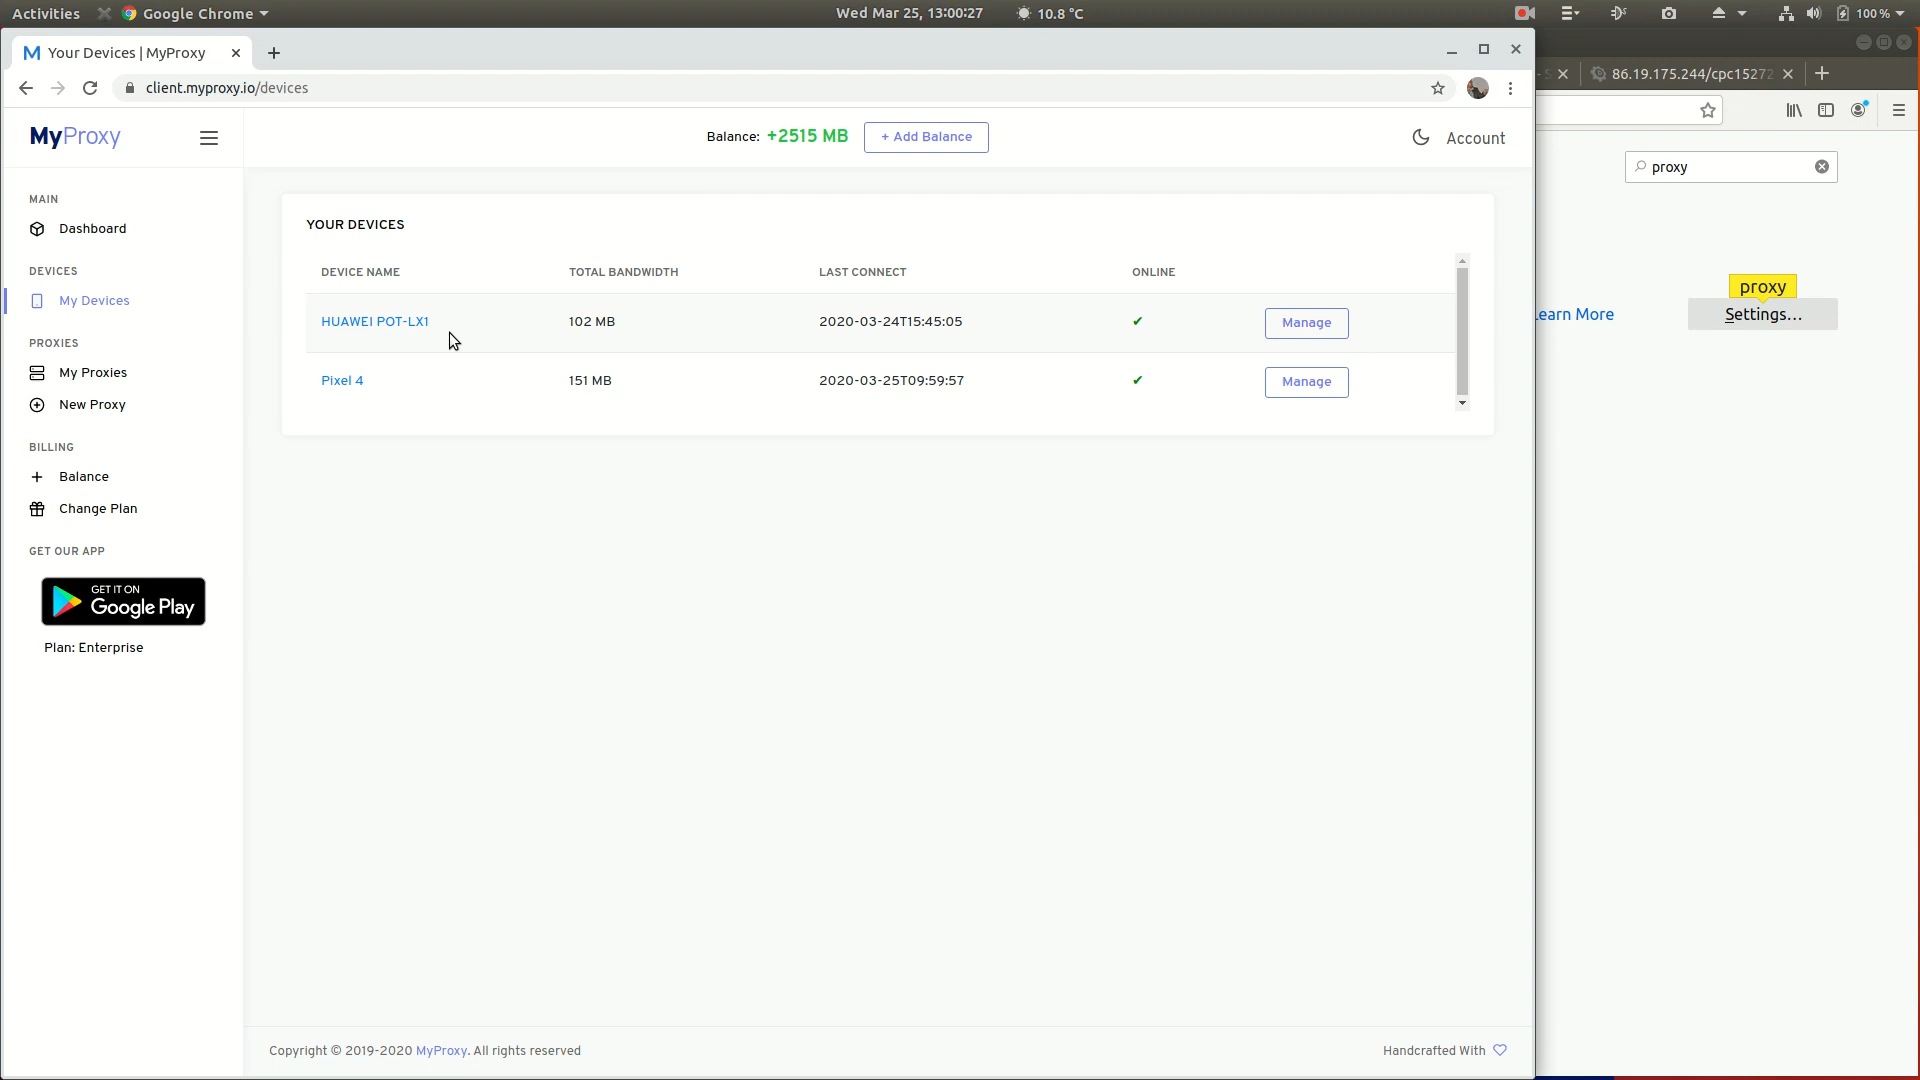 Activities
Google Chrome
Wed Mar 25, 13:00:27
10.8 °C
100 %
Your Devices | MyProxy
client.myproxy.io/devices
86.19.175.244/cpc15272
MyProxy
Balance: +2515 MB
+ Add Balance
Account
proxy
MAIN
Dashboard
DEVICES
My Devices
PROXIES
My Proxies
New Proxy
BILLING
Balance
Change Plan
GET OUR APP
GET IT ON
Google Play
Plan: Enterprise
YOUR DEVICES
DEVICE NAME TOTAL BANDWIDTH LAST CONNECT ONLINE
HUAWEI POT-LX1 102 MB 2020-03-24T15:45:05 ✔ Manage
Pixel 4 151 MB 2020-03-25T09:59:57 ✔ Manage
proxy
earn More
Settings...
Copyright © 2019-2020 MyProxy. All rights reserved
Handcrafted With